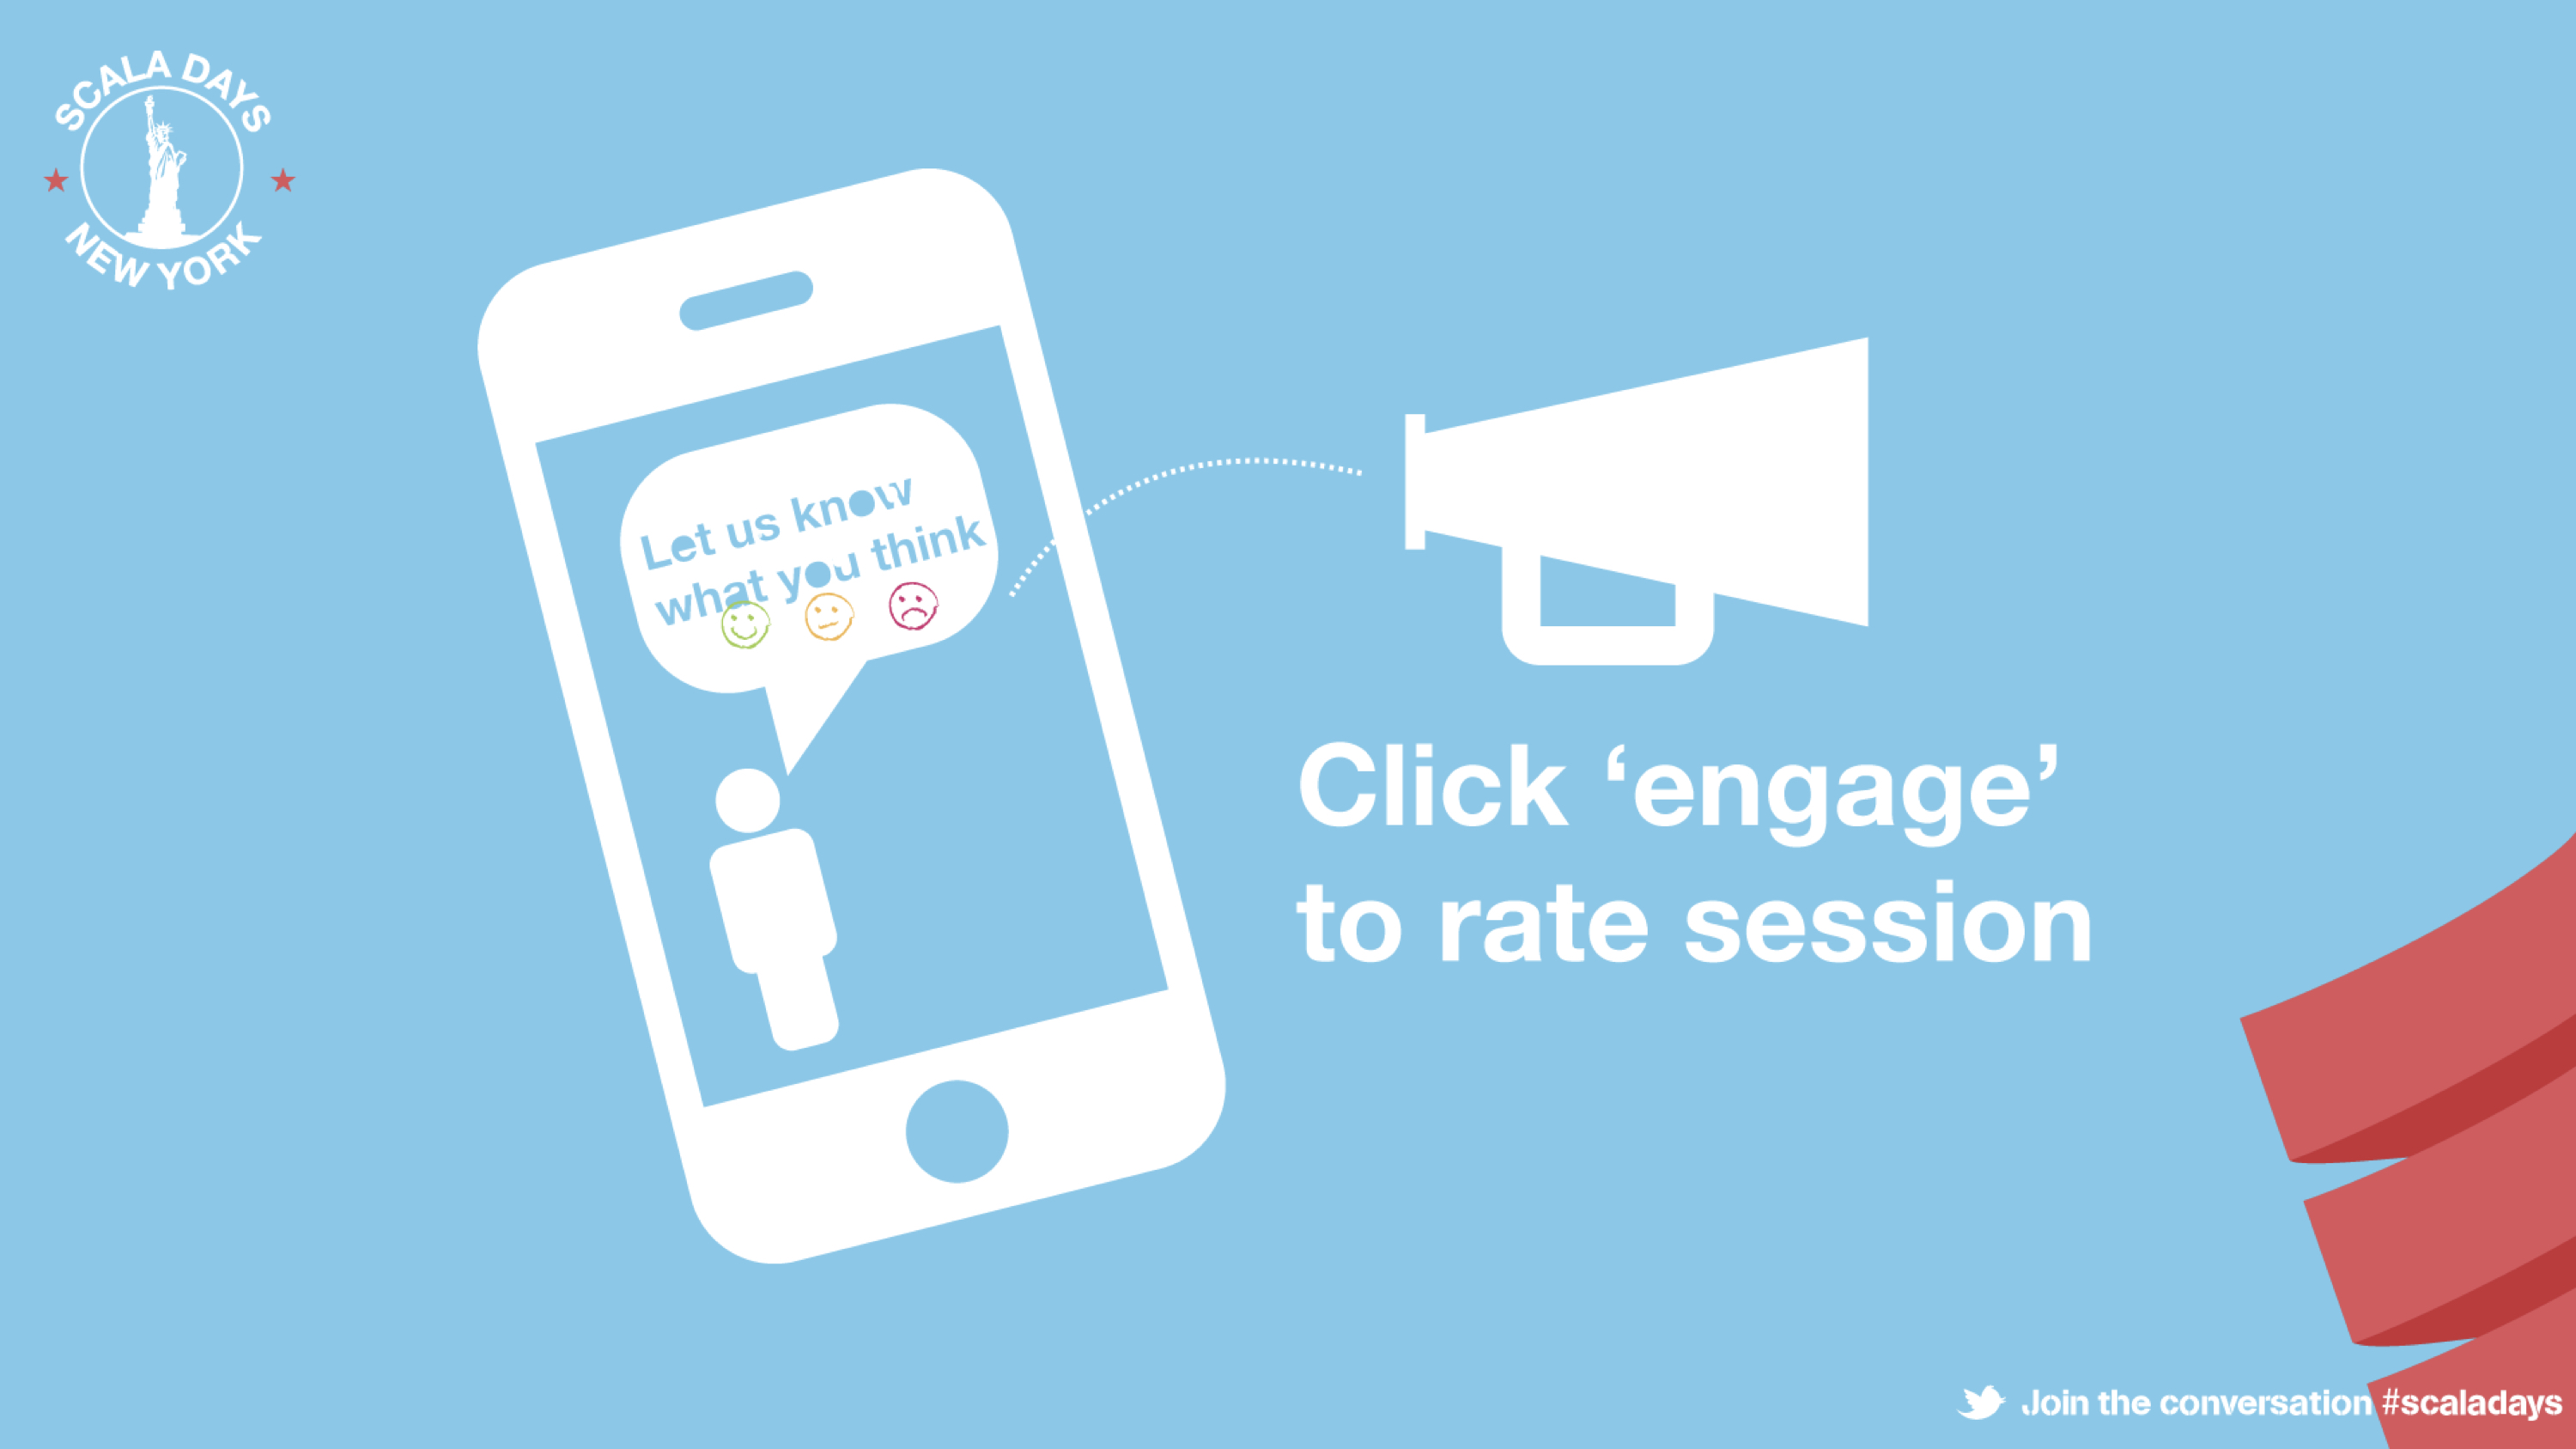 SCALA DAYS
NEW YORK
Let us know
what you think
Click ‘engage’
to rate session
Join the conversation #scaladays